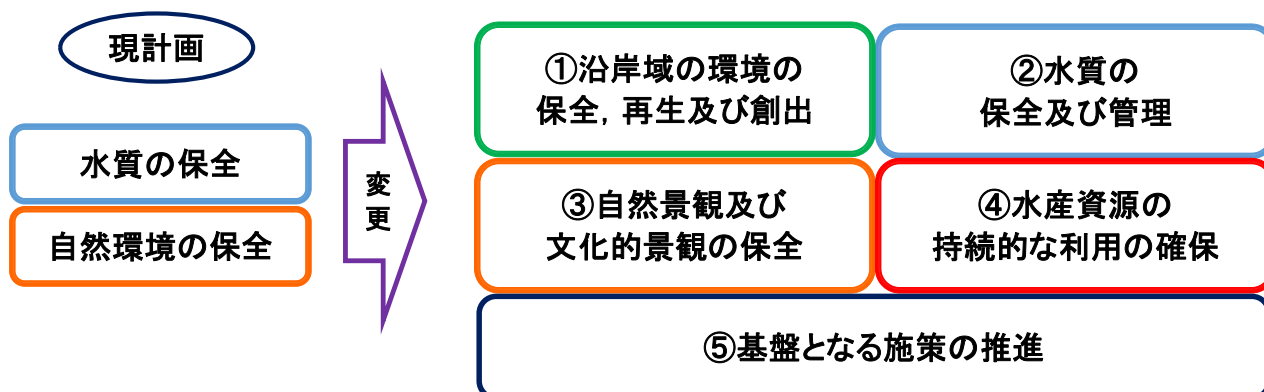 現計画
水質の保全
自然環境の保全
変
更
①沿岸域の環境の
保全，再生及び創出
②水質の
保全及び管理
③自然景観及び
文化的景観の保全
④水産資源の
持続的な利用の確保
⑤基盤となる施策の推進